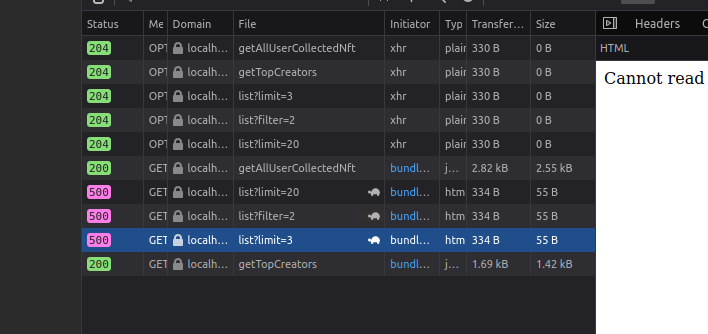 Status Me Domain File Initiator Typ Transfer… Size Headers
204 OPT localh… getAllUserCollectedNft xhr plain 330 B 0 B HTML
204 OPT localh… getTopCreators xhr plain 330 B 0 B Cannot read
204 OPT localh… list?limit=3 xhr plain 330 B 0 B
204 OPT localh… list?filter=2 xhr plain 330 B 0 B
204 OPT localh… list?limit=20 xhr plain 330 B 0 B
200 GET localh… getAllUserCollectedNft bundl… j… 2.82 kB 2.55 kB
500 GET localh… list?limit=20 bundl… htm 334 B 55 B
500 GET localh… list?filter=2 bundl… htm 334 B 55 B
500 GET localh… list?limit=3 bundl… htm 334 B 55 B
200 GET localh… getTopCreators bundl… j… 1.69 kB 1.42 kB